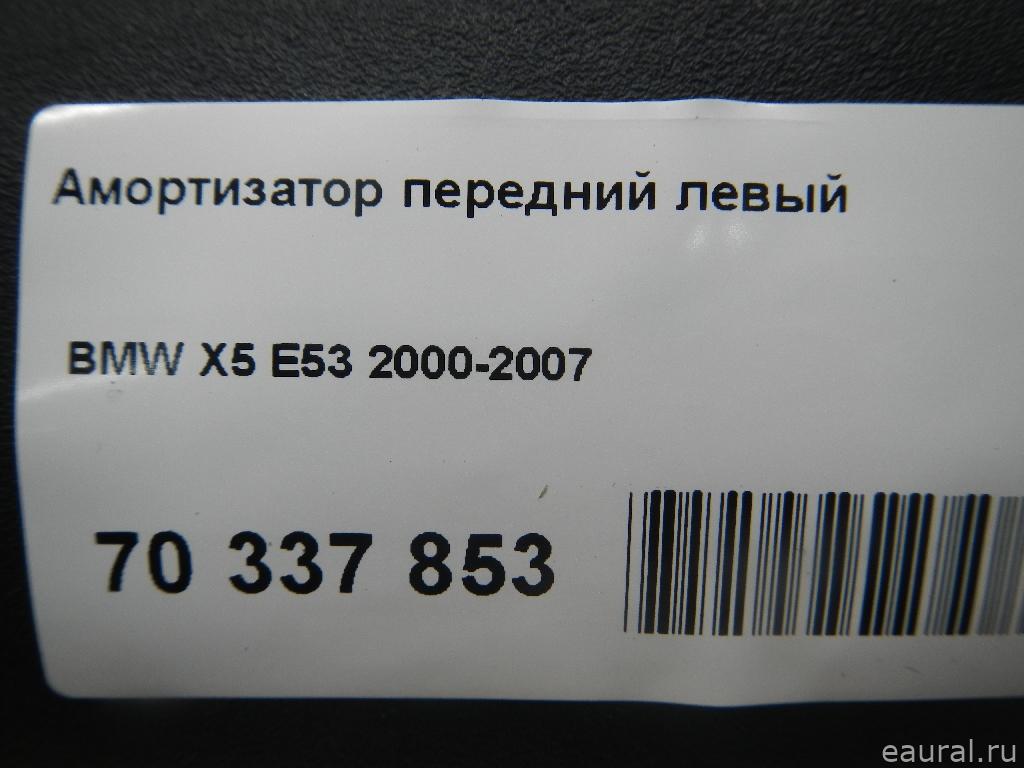 Амортизатор передний левый
BMW X5 E53 2000-2007
70 337 853
eaural.ru